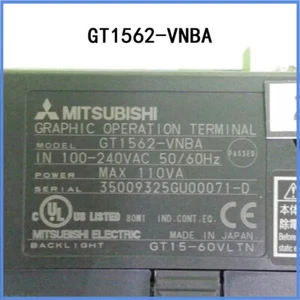 GT1562-VNBA
MITSUBISHI
GRAPHIC OPERATION TERMINAL
MODEL GT1562-VNBA
IN 100-240VAC 50/60Hz
POWER MAX 110VA
SERIAL 35009325GU00071-D
PASSED
C UL US LISTED 80M1 IND.CONT.EQ.
MITSUBISHI ELECTRIC MADE IN JAPAN
BACKLIGHT GT15-60VLTN